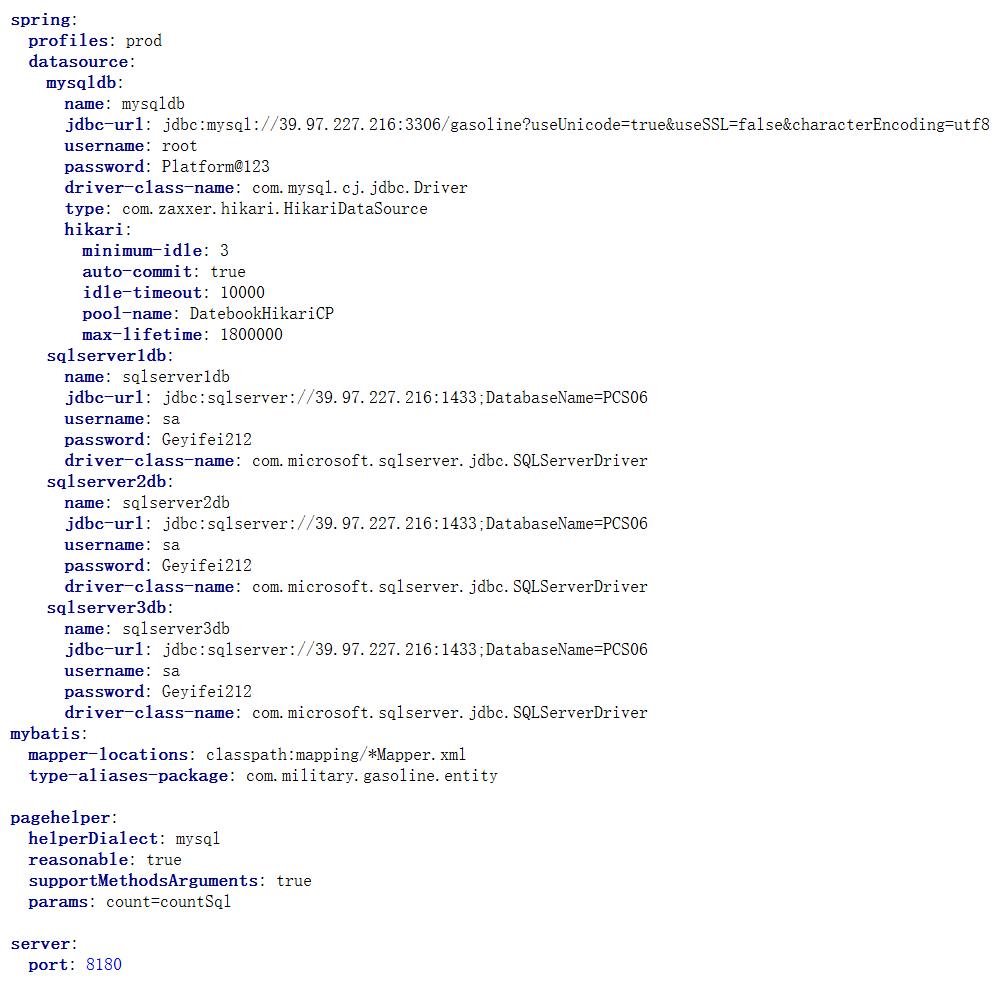 spring:
  profiles: prod
  datasource:
    mysqldb:
      name: mysqldb
      jdbc-url: jdbc:mysql://39.97.227.216:3306/gasoline?useUnicode=true&useSSL=false&characterEncoding=utf8
      username: root
      password: Platform@123
      driver-class-name: com.mysql.cj.jdbc.Driver
      type: com.zaxxer.hikari.HikariDataSource
      hikari:
        minimum-idle: 3
        auto-commit: true
        idle-timeout: 10000
        pool-name: DatebookHikariCP
        max-lifetime: 1800000
    sqlserver1db:
      name: sqlserver1db
      jdbc-url: jdbc:sqlserver://39.97.227.216:1433;DatabaseName=PCS06
      username: sa
      password: Geyifei212
      driver-class-name: com.microsoft.sqlserver.jdbc.SQLServerDriver
    sqlserver2db:
      name: sqlserver2db
      jdbc-url: jdbc:sqlserver://39.97.227.216:1433;DatabaseName=PCS06
      username: sa
      password: Geyifei212
      driver-class-name: com.microsoft.sqlserver.jdbc.SQLServerDriver
    sqlserver3db:
      name: sqlserver3db
      jdbc-url: jdbc:sqlserver://39.97.227.216:1433;DatabaseName=PCS06
      username: sa
      password: Geyifei212
      driver-class-name: com.microsoft.sqlserver.jdbc.SQLServerDriver
mybatis:
  mapper-locations: classpath:mapping/*Mapper.xml
  type-aliases-package: com.military.gasoline.entity

pagehelper:
  helperDialect: mysql
  reasonable: true
  supportMethodsArguments: true
  params: count=countSql

server:
  port: 8180